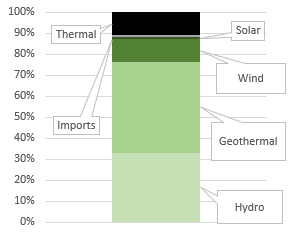 100%
90%
80%
70%
60%
50%
40%
30%
20%
10%
0%
Thermal
Solar
Wind
Imports
Geothermal
Hydro